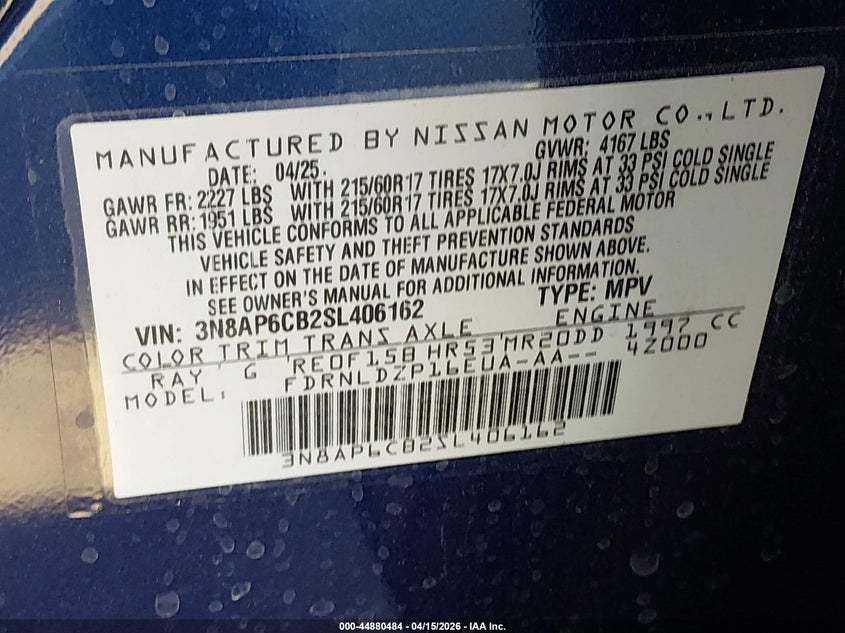 MANUFACTURED BY NISSAN MOTOR CO., LTD.
DATE: 04/25. GVWR: 4167 LBS
GAWR FR: 2227 LBS WITH 215/60R17 TIRES 17X7.0J RIMS AT 33 PSI COLD SINGLE
GAWR RR: 1951 LBS WITH 215/60R17 TIRES 17X7.0J RIMS AT 33 PSI COLD SINGLE
THIS VEHICLE CONFORMS TO ALL APPLICABLE FEDERAL MOTOR
VEHICLE SAFETY AND THEFT PREVENTION STANDARDS
IN EFFECT ON THE DATE OF MANUFACTURE SHOWN ABOVE.
SEE OWNER'S MANUAL FOR ADDITIONAL INFORMATION.
VIN: 3N8AP6CB2SL406162 TYPE: MPV
COLOR TRIM TRANS AXLE ENGINE
RAY G RE0F15B HR53 MR20DD 1997 CC
MODEL: FDRNLDZP16EUA-AA-- 4Z000
3N8AP6CB2SL406162
000-44880484 - 04/15/2026 - IAA Inc.